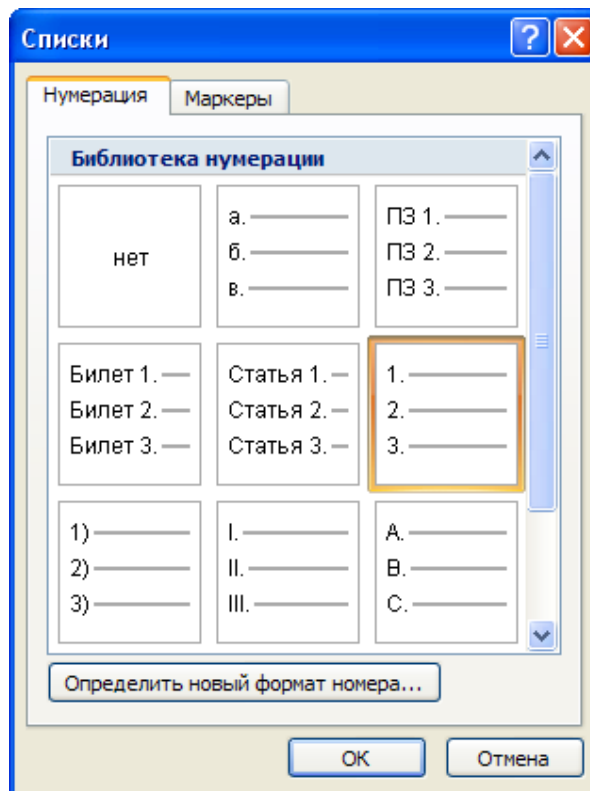 Списки
Нумерация Маркеры
Библиотека нумерации
нет
а.
б.
в.
ПЗ 1.
ПЗ 2.
ПЗ 3.
Билет 1.
Билет 2.
Билет 3.
Статья 1.
Статья 2.
Статья 3.
1.
2.
3.
1)
2)
3)
I.
II.
III.
A.
B.
C.
Определить новый формат номера...
ОК Отмена